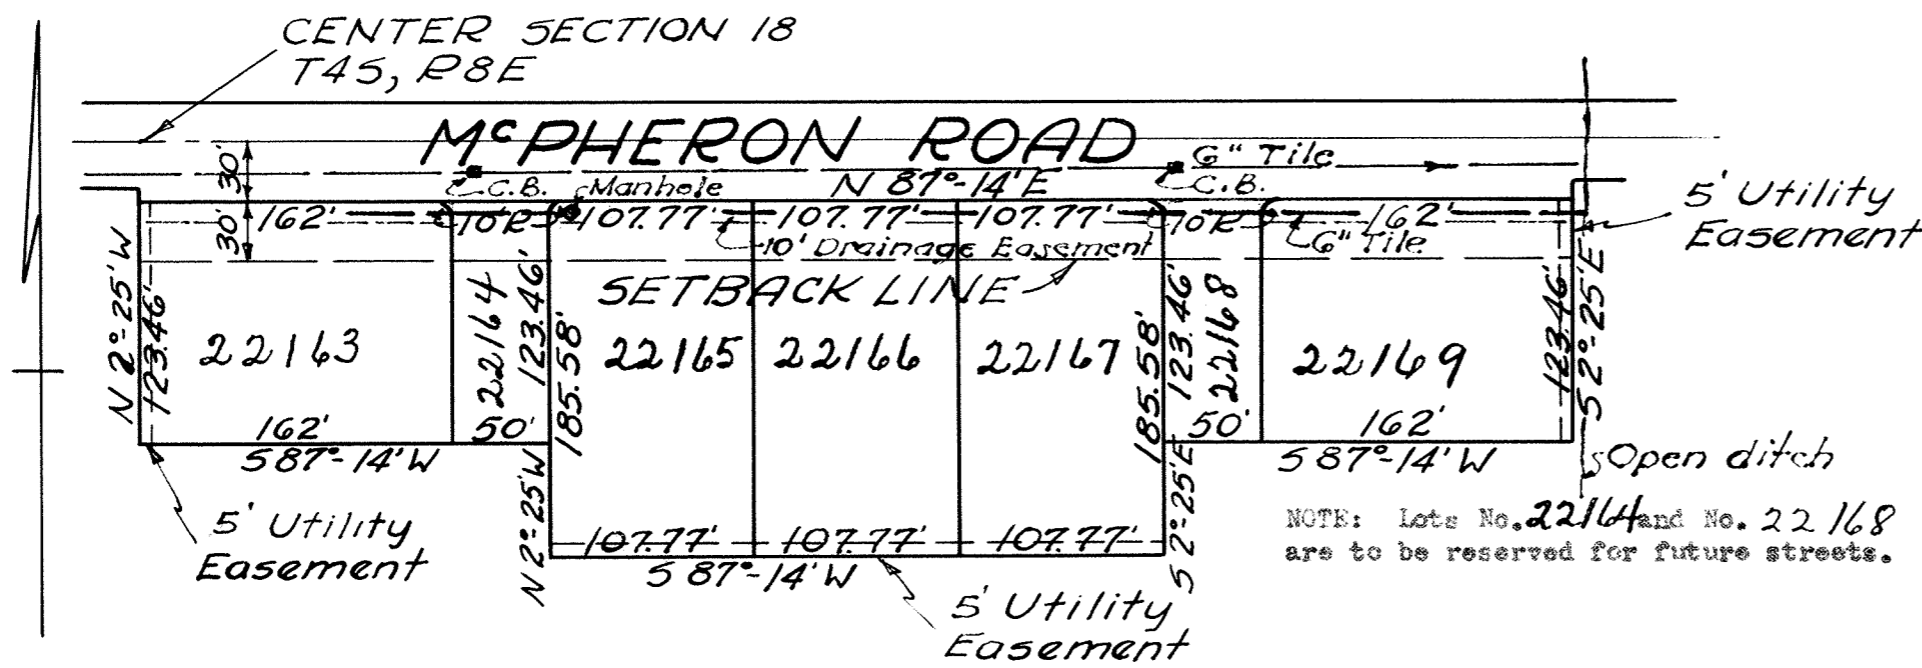 CENTER SECTION 18
T4S, R8E
McPHERON ROAD
6" Tile
30'
C.B.
Manhole
N 87°-14'E
C.B.
30'
162'
10'R
107.77'
107.77'
107.77'
10'R
162'
5' Utility
Easement
10' Drainage Easement
6" Tile
SETBACK LINE
N 2°-25'W
123.46'
22163
22164
123.46'
185.58'
22165
22166
22167
185.58'
123.46'
22168
22169
123.46'
S 2°-25'E
162'
50'
50'
162'
S 87°-14'W
S 87°-14'W
Open ditch
N 2°-25'W
S 2°-25'E
5' Utility
Easement
107.77'
107.77'
107.77'
S 87°-14'W
5' Utility
Easement
NOTE: Lots No. 22164 and No. 22168
are to be reserved for future streets.